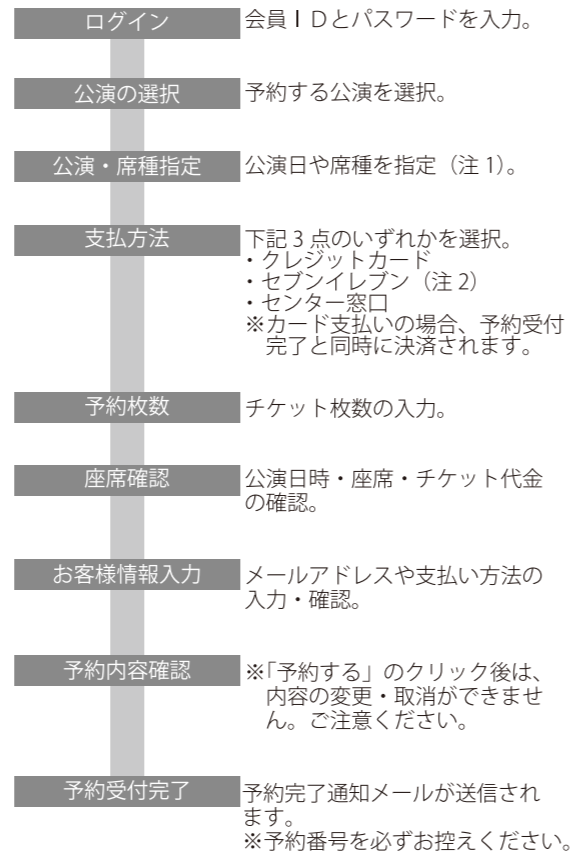 ログイン
会員IDとパスワードを入力。
公演の選択
予約する公演を選択。
公演・席種指定
公演日や席種を指定（注1）。
支払方法
下記3点のいずれかを選択。
・クレジットカード
・セブンイレブン（注2）
・センター窓口
※カード支払いの場合、予約受付
完了と同時に決済されます。
予約枚数
チケット枚数の入力。
座席確認
公演日時・座席・チケット代金
の確認。
お客様情報入力
メールアドレスや支払い方法の
入力・確認。
予約内容確認
※「予約する」のクリック後は、
内容の変更・取消ができませ
ん。ご注意ください。
予約受付完了
予約完了通知メールが送信され
ます。
※予約番号を必ずお控えください。